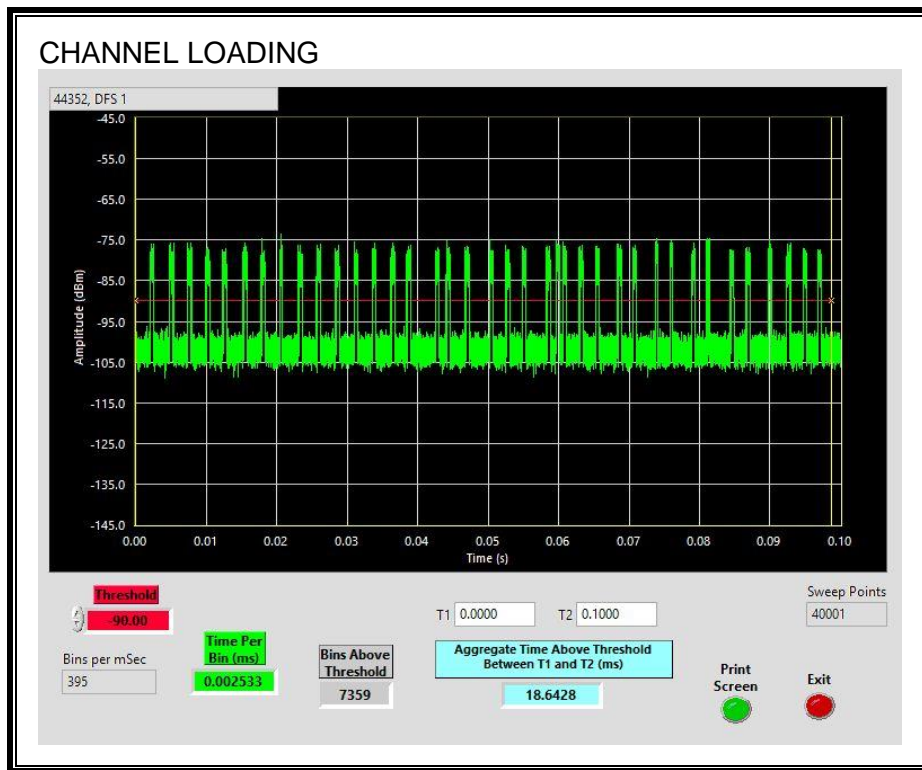 CHANNEL LOADING
44352, DFS 1
-45.0
-55.0
-65.0
-75.0
-85.0
-95.0
-105.0
-115.0
-125.0
-135.0
-145.0
Amplitude (dBm)
0.00 0.01 0.02 0.03 0.04 0.05 0.06 0.07 0.08 0.09 0.10
Time (s)
Threshold
-90.00
Bins per mSec
395
Time Per
Bin (ms)
0.002533
Bins Above
Threshold
7359
T1 0.0000 T2 0.1000
Aggregate Time Above Threshold
Between T1 and T2 (ms)
18.6428
Sweep Points
40001
Print
Screen
Exit